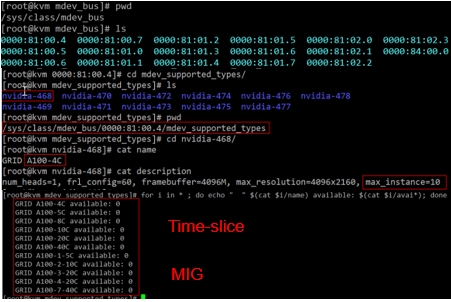 [root@kvm mdev_bus]# pwd
/sys/class/mdev_bus
[root@kvm mdev_bus]# ls
0000:81:00.4 0000:81:00.7 0000:81:01.2 0000:81:01.5 0000:81:02.0 0000:81:02.3
0000:81:00.5 0000:81:01.0 0000:81:01.3 0000:81:01.6 0000:81:02.1 0000:84:00.0
0000:81:00.6 0000:81:01.1 0000:81:01.4 0000:81:01.7 0000:81:02.2
[root@kvm 0000:81:00.4]# cd mdev_supported_types/
[root@kvm mdev_supported_types]# ls
nvidia-468 nvidia-470 nvidia-472 nvidia-474 nvidia-476 nvidia-478
nvidia-469 nvidia-471 nvidia-473 nvidia-475 nvidia-477
[root@kvm mdev_supported_types]# pwd
/sys/class/mdev_bus/0000:81:00.4/mdev_supported_types
[root@kvm mdev_supported_types]# cd nvidia-468/
[root@kvm nvidia-468]# cat name
GRID A100-4C
[root@kvm nvidia-468]# cat description
num_heads=1, frl_config=60, framebuffer=4096M, max_resolution=4096x2160, max_instance=10
[root@kvm mdev_supported_types]# for i in * ; do echo " " $(cat $i/name) available: $(cat $i/avai*); done
GRID A100-4C available: 0
GRID A100-5C available: 0
GRID A100-8C available: 0
GRID A100-10C available: 0
GRID A100-20C available: 0
GRID A100-40C available: 0
GRID A100-1-5C available: 0
GRID A100-2-10C available: 0
GRID A100-3-20C available: 0
GRID A100-4-20C available: 0
GRID A100-7-40C available: 0
Time-slice
MIG
[root@kvm mdev_supported_types]#